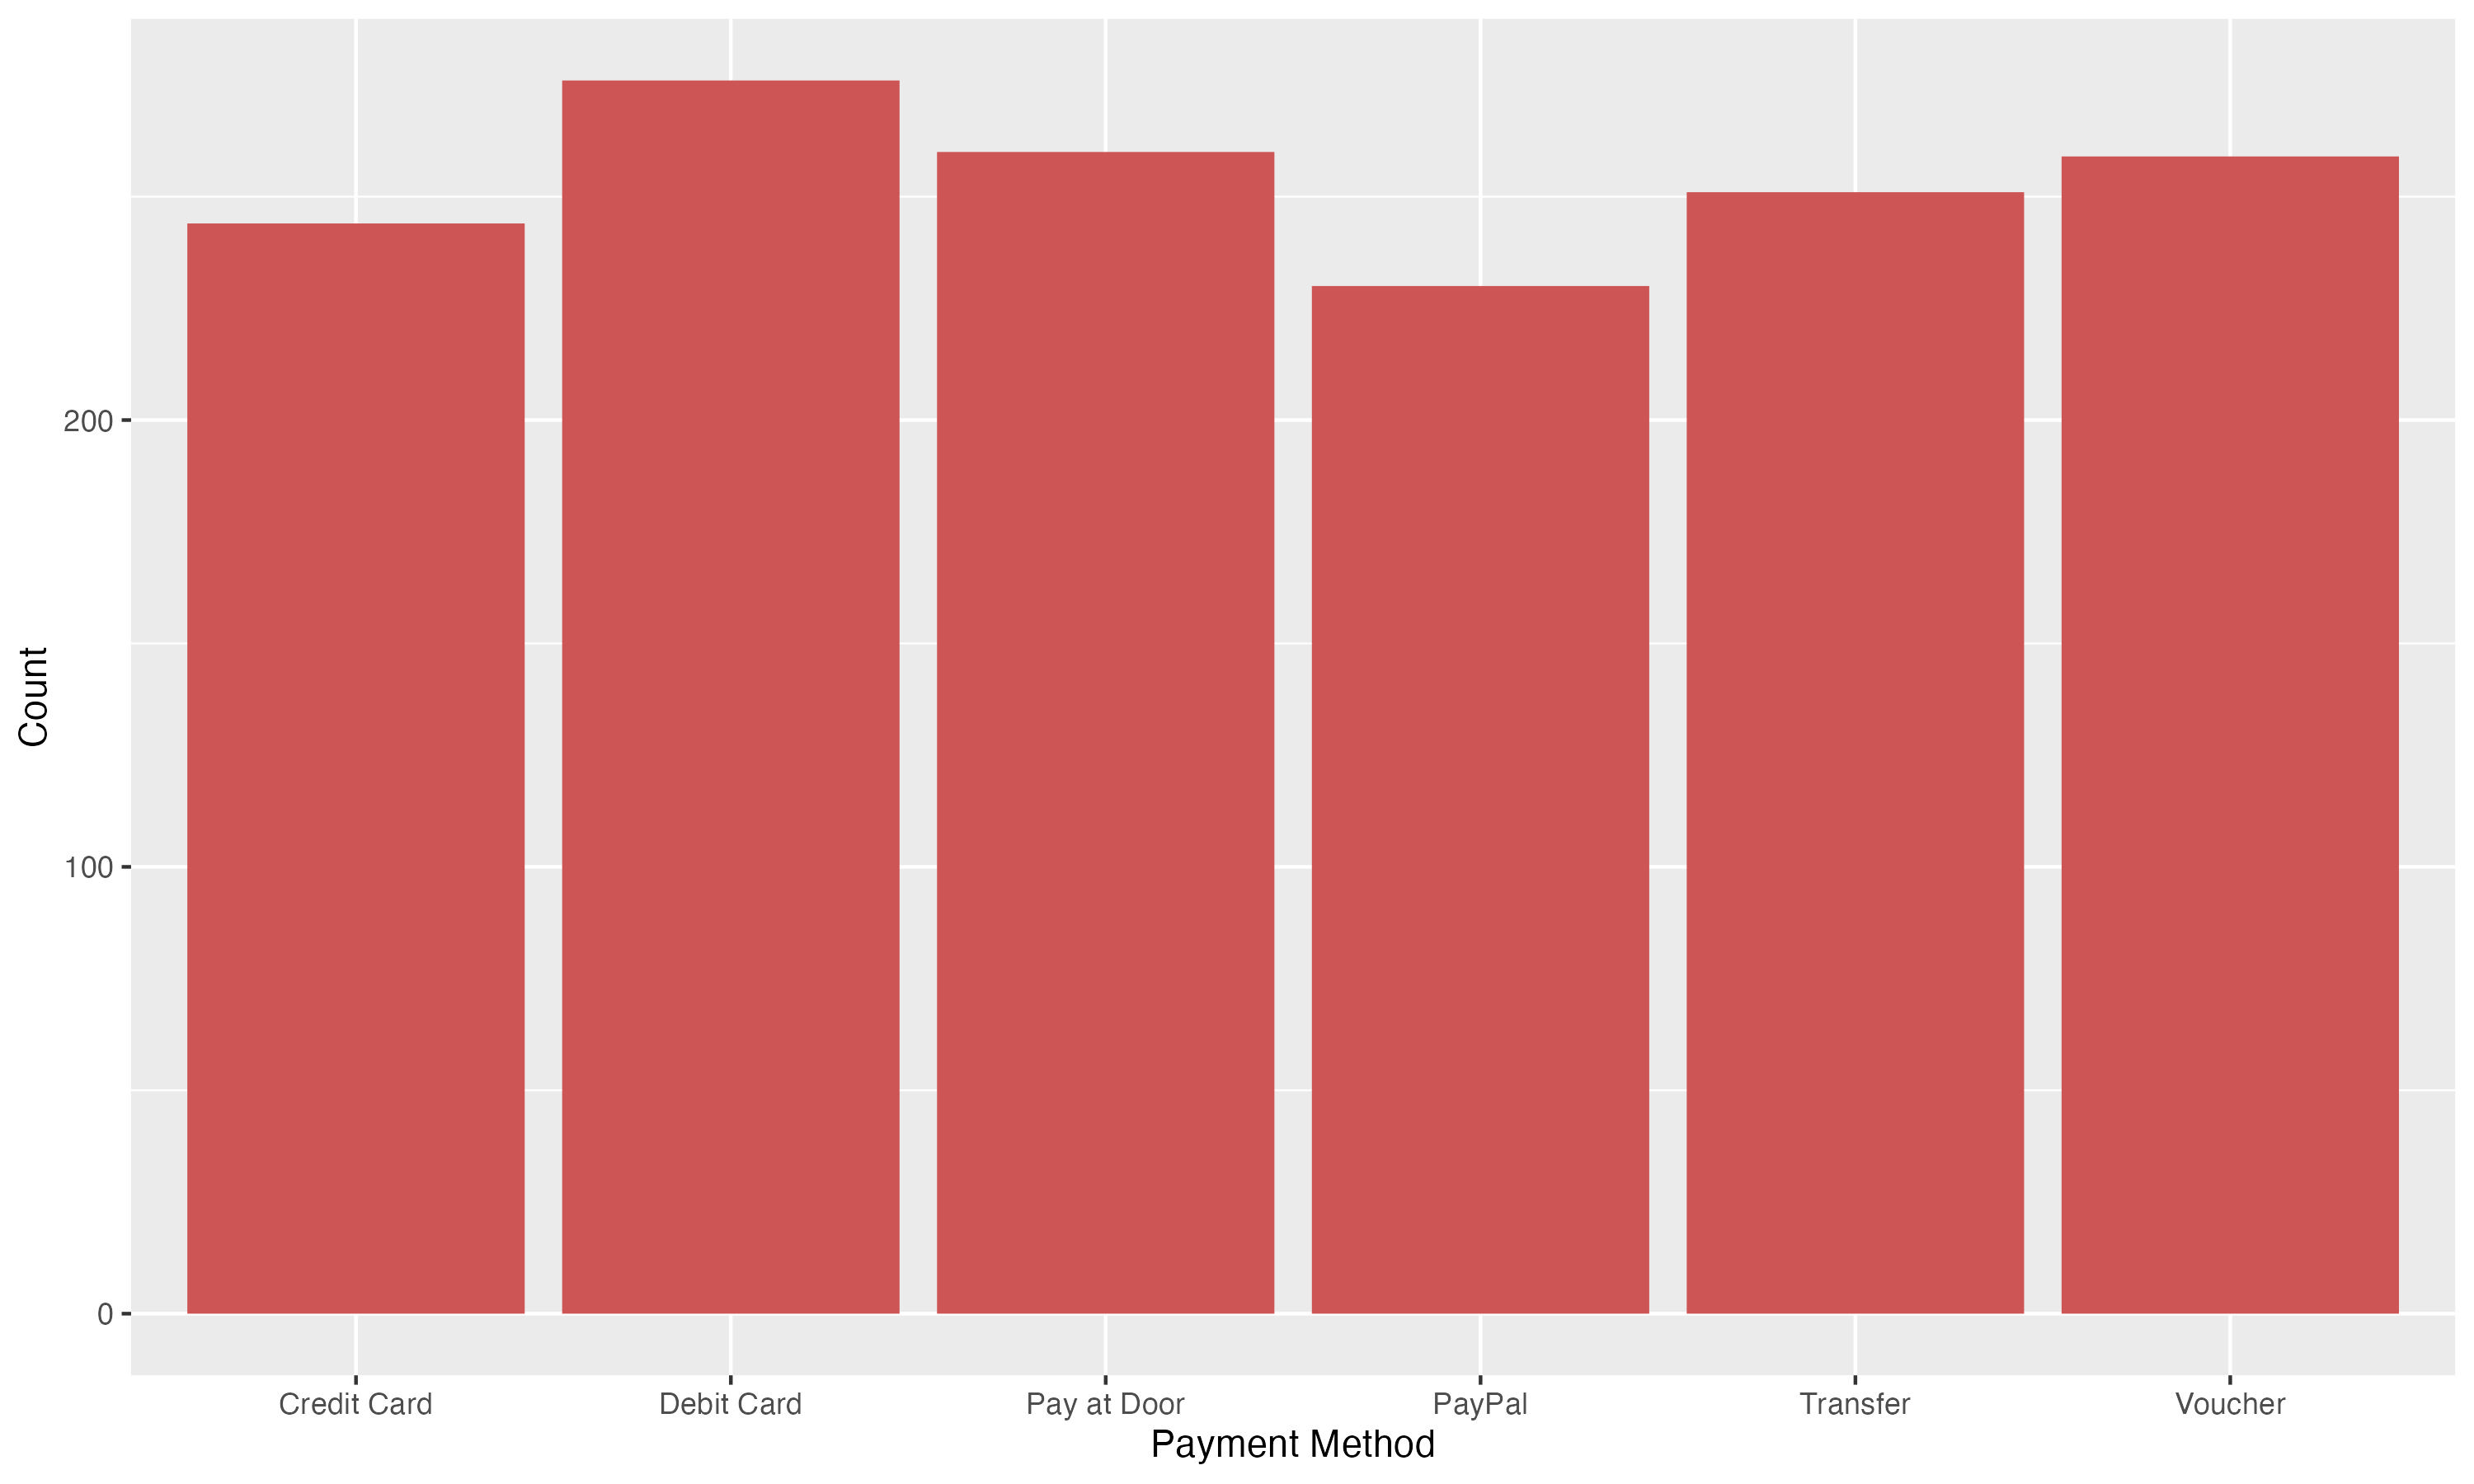 Count
200
100
0
Credit Card Debit Card Pay at Door PayPal Transfer Voucher
Payment Method